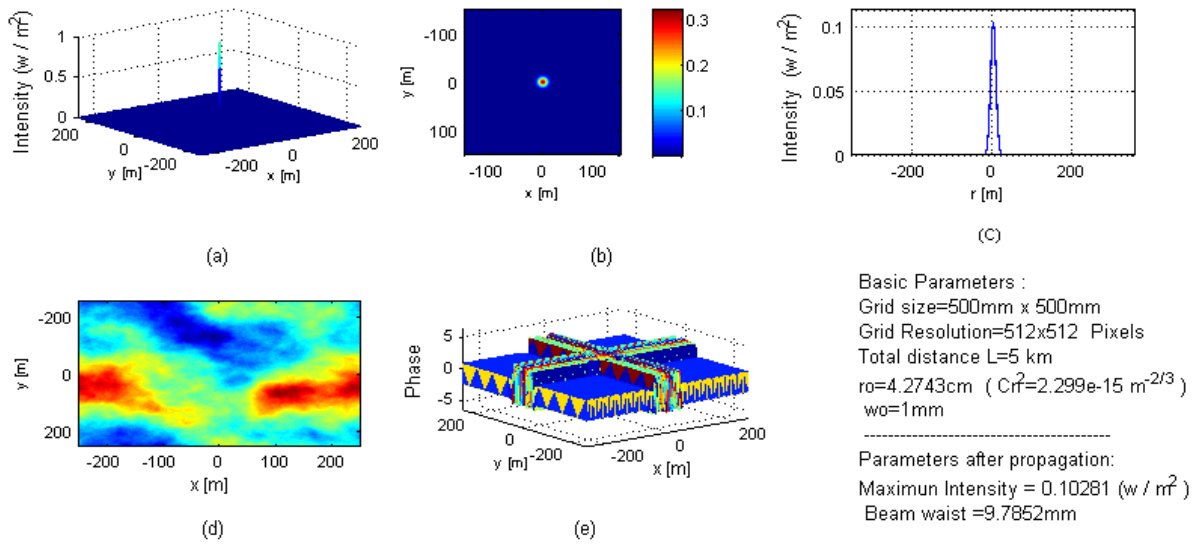 Intensity (w / m²)
1
0.5
0
200
0
-200
y [m]
-200
0
200
x [m]
(a)
-100
0
100
y [m]
-100
0
100
x [m]
0.3
0.2
0.1
(b)
Intensity (w / m²)
0.1
0.05
0
-200
0
200
r [m]
(c)
-200
0
200
y [m]
-200
-100
0
100
200
x [m]
(d)
Phase
5
0
-5
200
0
-200
y [m]
-200
0
200
x [m]
(e)
Basic Parameters :
Grid size=500mm x 500mm
Grid Resolution=512x512 Pixels
Total distance L=5 km
ro=4.2743cm ( Cn²=2.299e-15 m⁻²/³ )
wo=1mm
----------------------------------------
Parameters after propagation:
Maximun Intensity = 0.10281 (w / m² )
Beam waist =9.7852mm